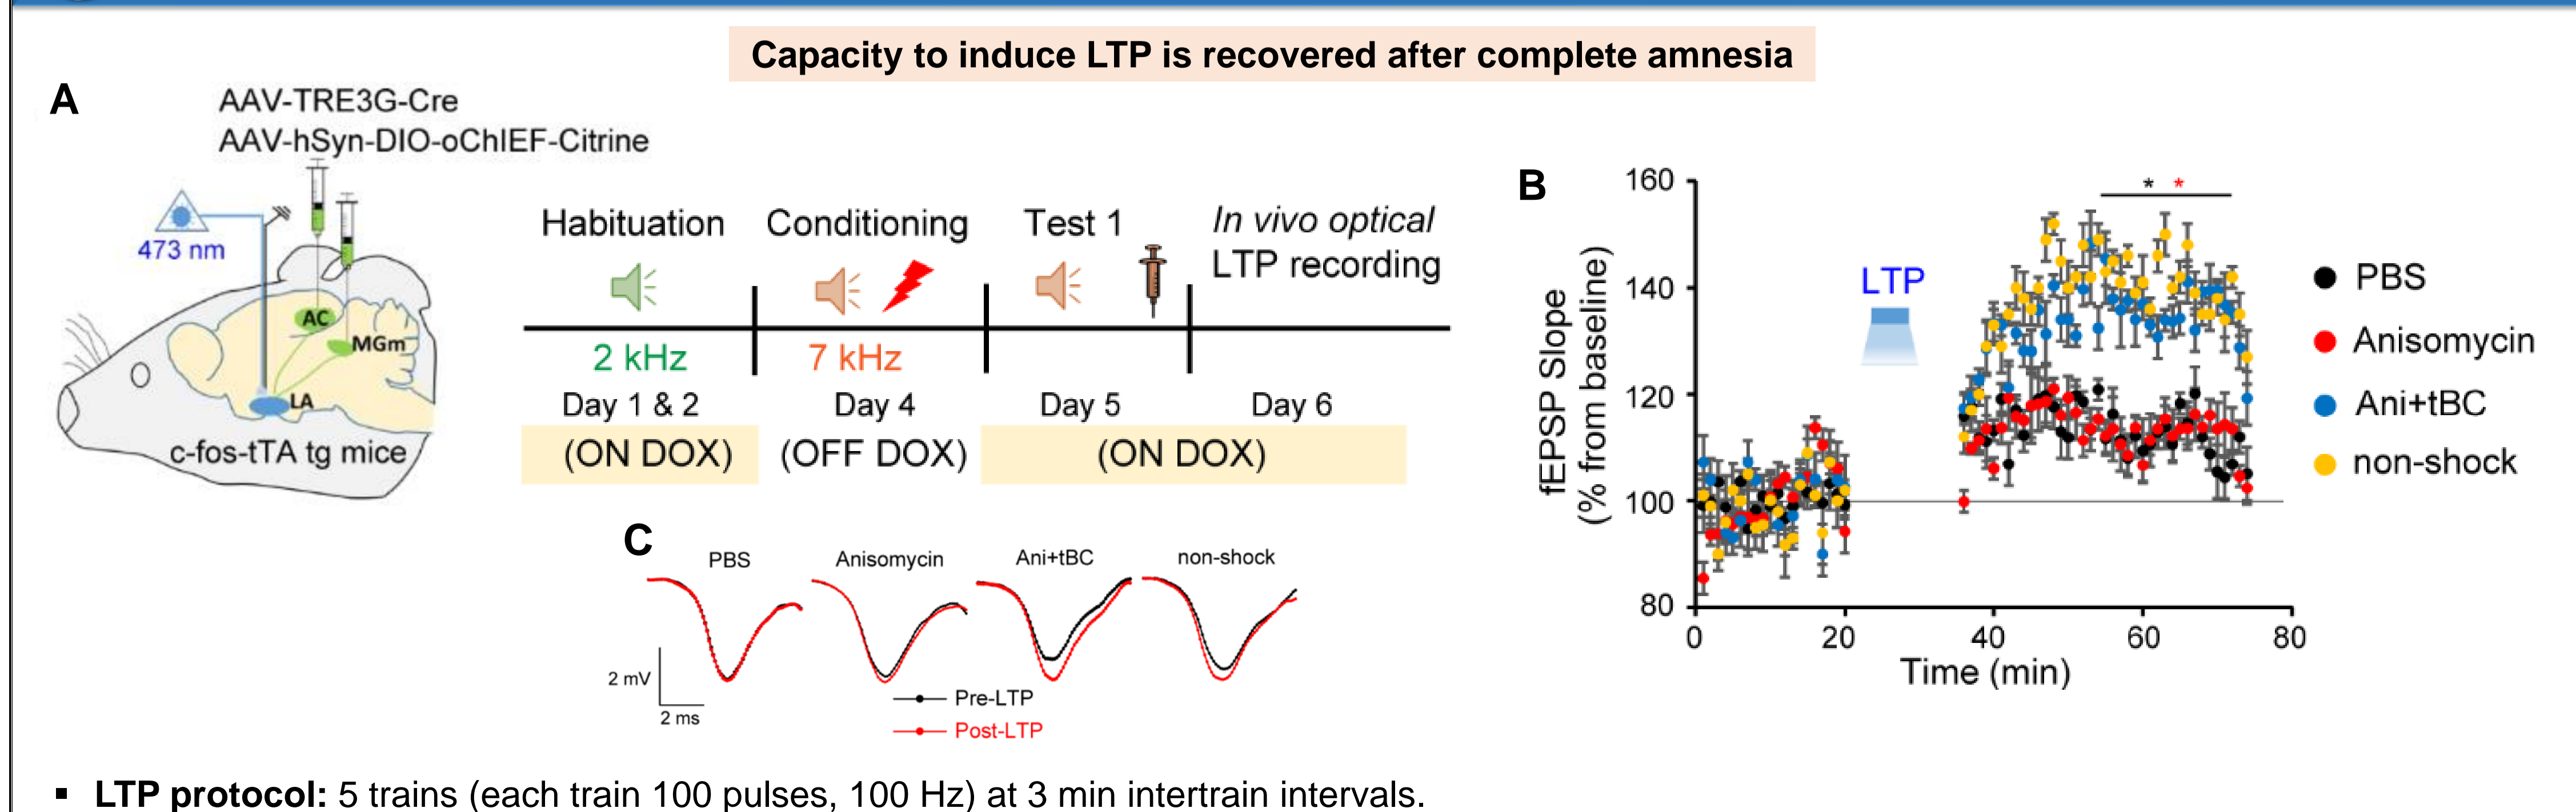 Capacity to induce LTP is recovered after complete amnesia
A
AAV-TRE3G-Cre
AAV-hSyn-DIO-oChIEF-Citrine
473 nm
AC
MGm
LA
c-fos-tTA tg mice
Habituation Conditioning Test 1 In vivo optical
LTP recording
2 kHz 7 kHz
Day 1 & 2 Day 4 Day 5 Day 6
(ON DOX) (OFF DOX) (ON DOX)
B
fEPSP Slope
(% from baseline)
160
140
120
100
80
0 20 40 60 80
Time (min)
LTP
* *
PBS
Anisomycin
Ani+tBC
non-shock
C
PBS Anisomycin Ani+tBC non-shock
2 mV
2 ms
Pre-LTP
Post-LTP
▪ LTP protocol: 5 trains (each train 100 pulses, 100 Hz) at 3 min intertrain intervals.